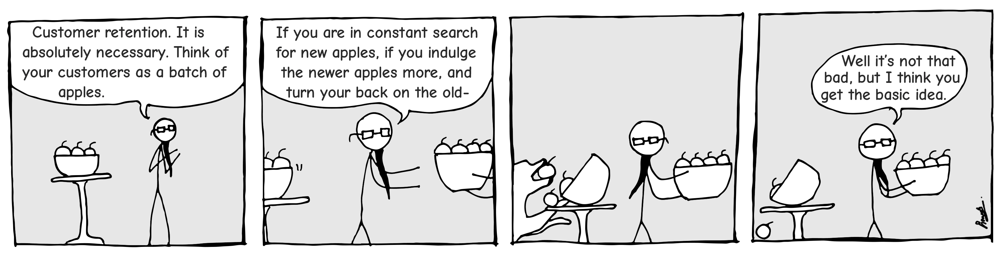 Customer retention. It is
absolutely necessary. Think of
your customers as a batch of
apples.
If you are in constant search
for new apples, if you indulge
the newer apples more, and
turn your back on the old-
Well it's not that
bad, but I think you
get the basic idea.